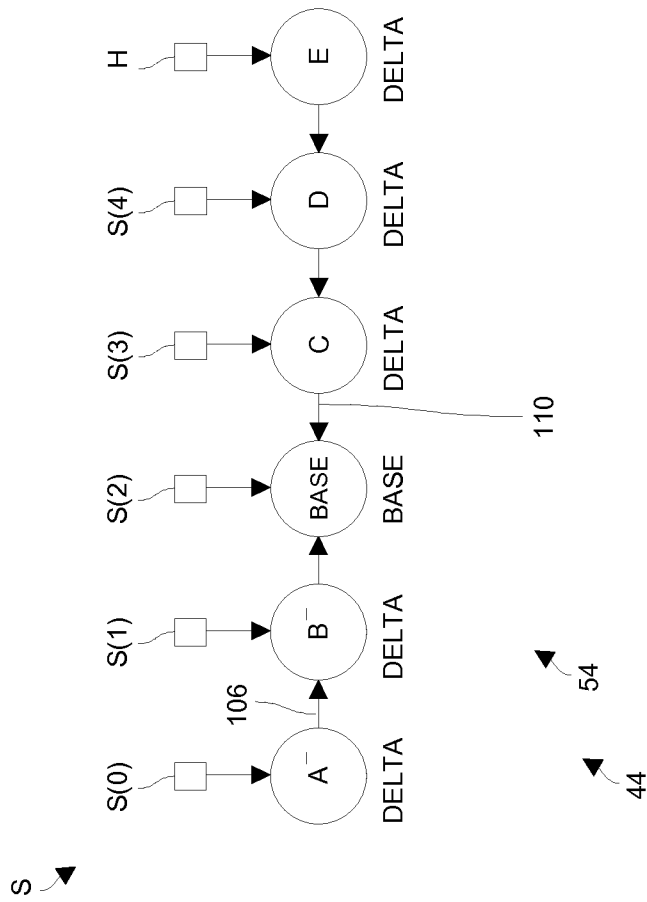 S
S(0) S(1) S(2) S(3) S(4) H
106
A⁻ B⁻ BASE C D E
DELTA DELTA BASE DELTA DELTA DELTA
110
54
44